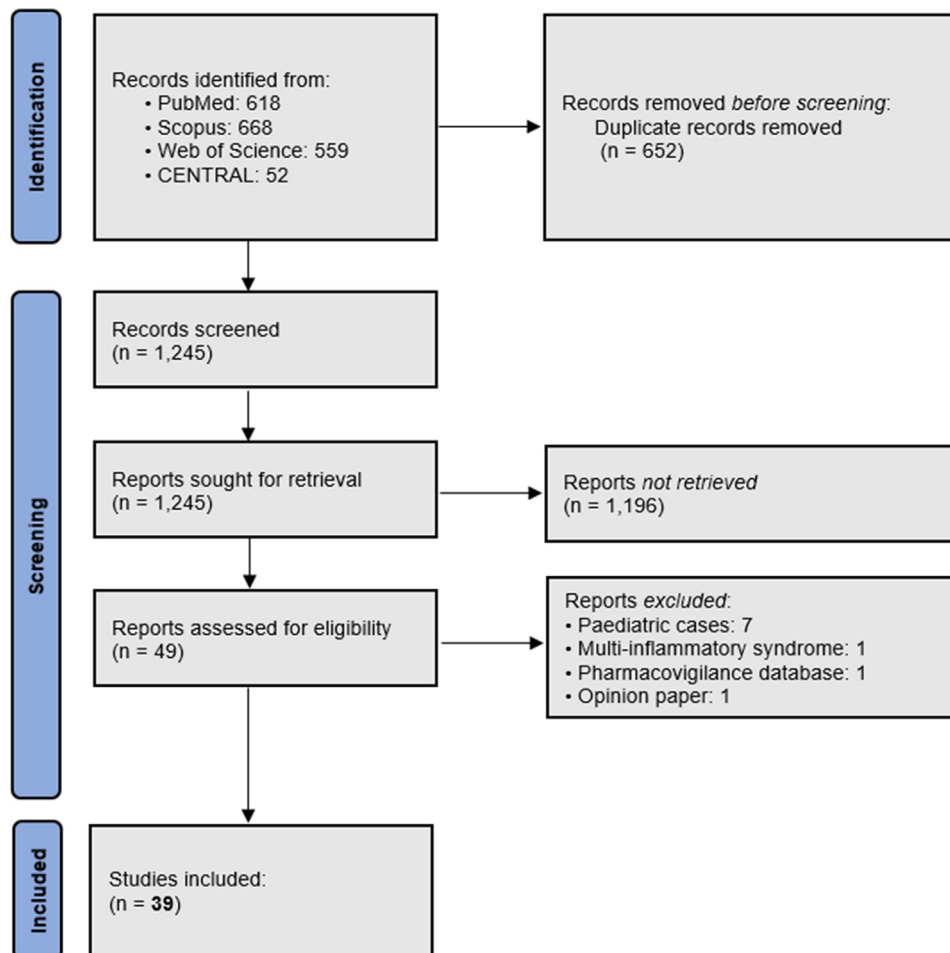 Identification
Records identified from:
• PubMed: 618
• Scopus: 668
• Web of Science: 559
• CENTRAL: 52
Records removed before screening:
Duplicate records removed
(n = 652)
Screening
Records screened
(n = 1,245)
Reports sought for retrieval
(n = 1,245)
Reports not retrieved
(n = 1,196)
Reports assessed for eligibility
(n = 49)
Reports excluded:
• Paediatric cases: 7
• Multi-inflammatory syndrome: 1
• Pharmacovigilance database: 1
• Opinion paper: 1
Included
Studies included:
(n = 39)